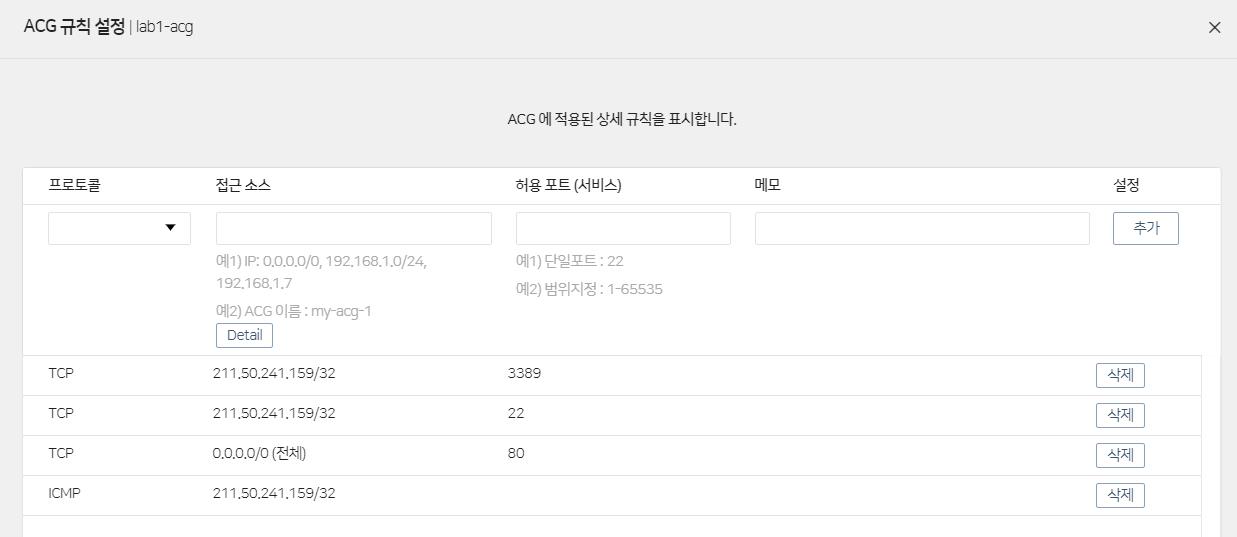 ACG 규칙 설정 | lab1-acg
ACG 에 적용된 상세 규칙을 표시합니다.
프로토콜 접근 소스 허용 포트 (서비스) 메모 설정
추가
예1) IP: 0.0.0.0/0, 192.168.1.0/24, 예1) 단일포트 : 22
192.168.1.7 예2) 범위지정 : 1-65535
예2) ACG 이름 : my-acg-1
Detail
TCP 211.50.241.159/32 3389 삭제
TCP 211.50.241.159/32 22 삭제
TCP 0.0.0.0/0 (전체) 80 삭제
ICMP 211.50.241.159/32 삭제